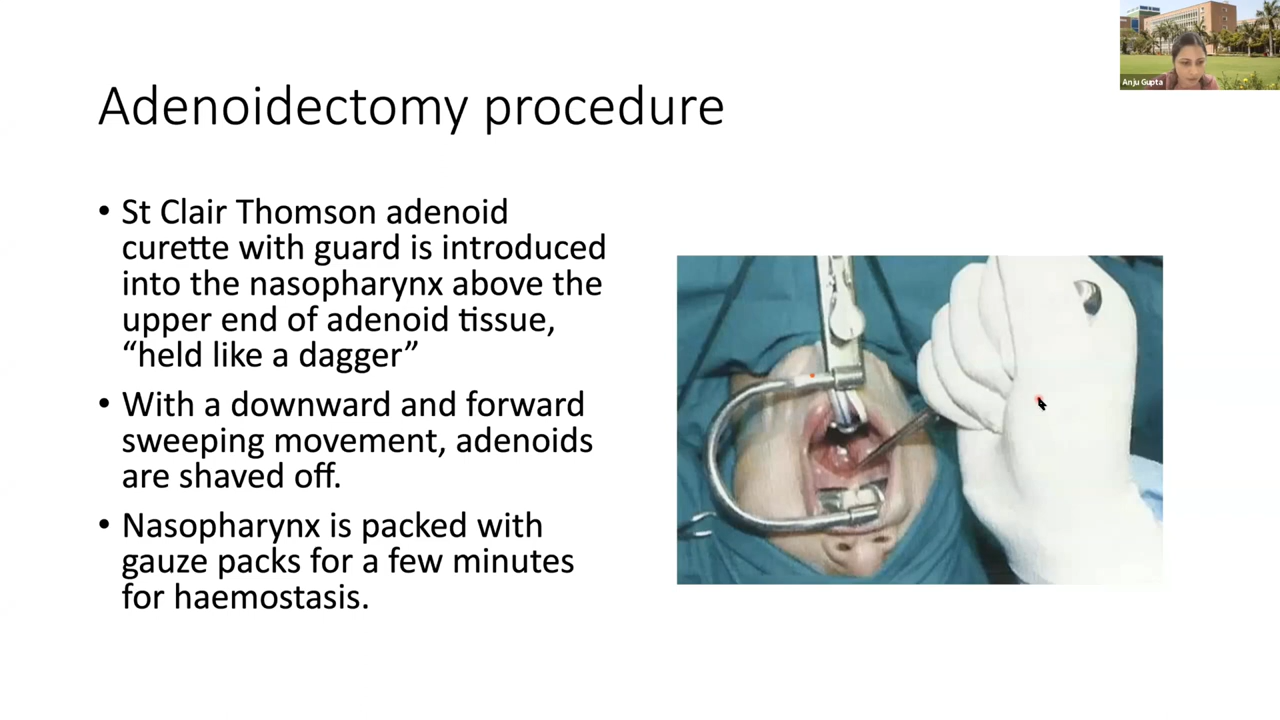 Anju Gupta
Adenoidectomy procedure
• St Clair Thomson adenoid
curette with guard is introduced
into the nasopharynx above the
upper end of adenoid tissue,
“held like a dagger”
• With a downward and forward
sweeping movement, adenoids
are shaved off.
• Nasopharynx is packed with
gauze packs for a few minutes
for haemostasis.